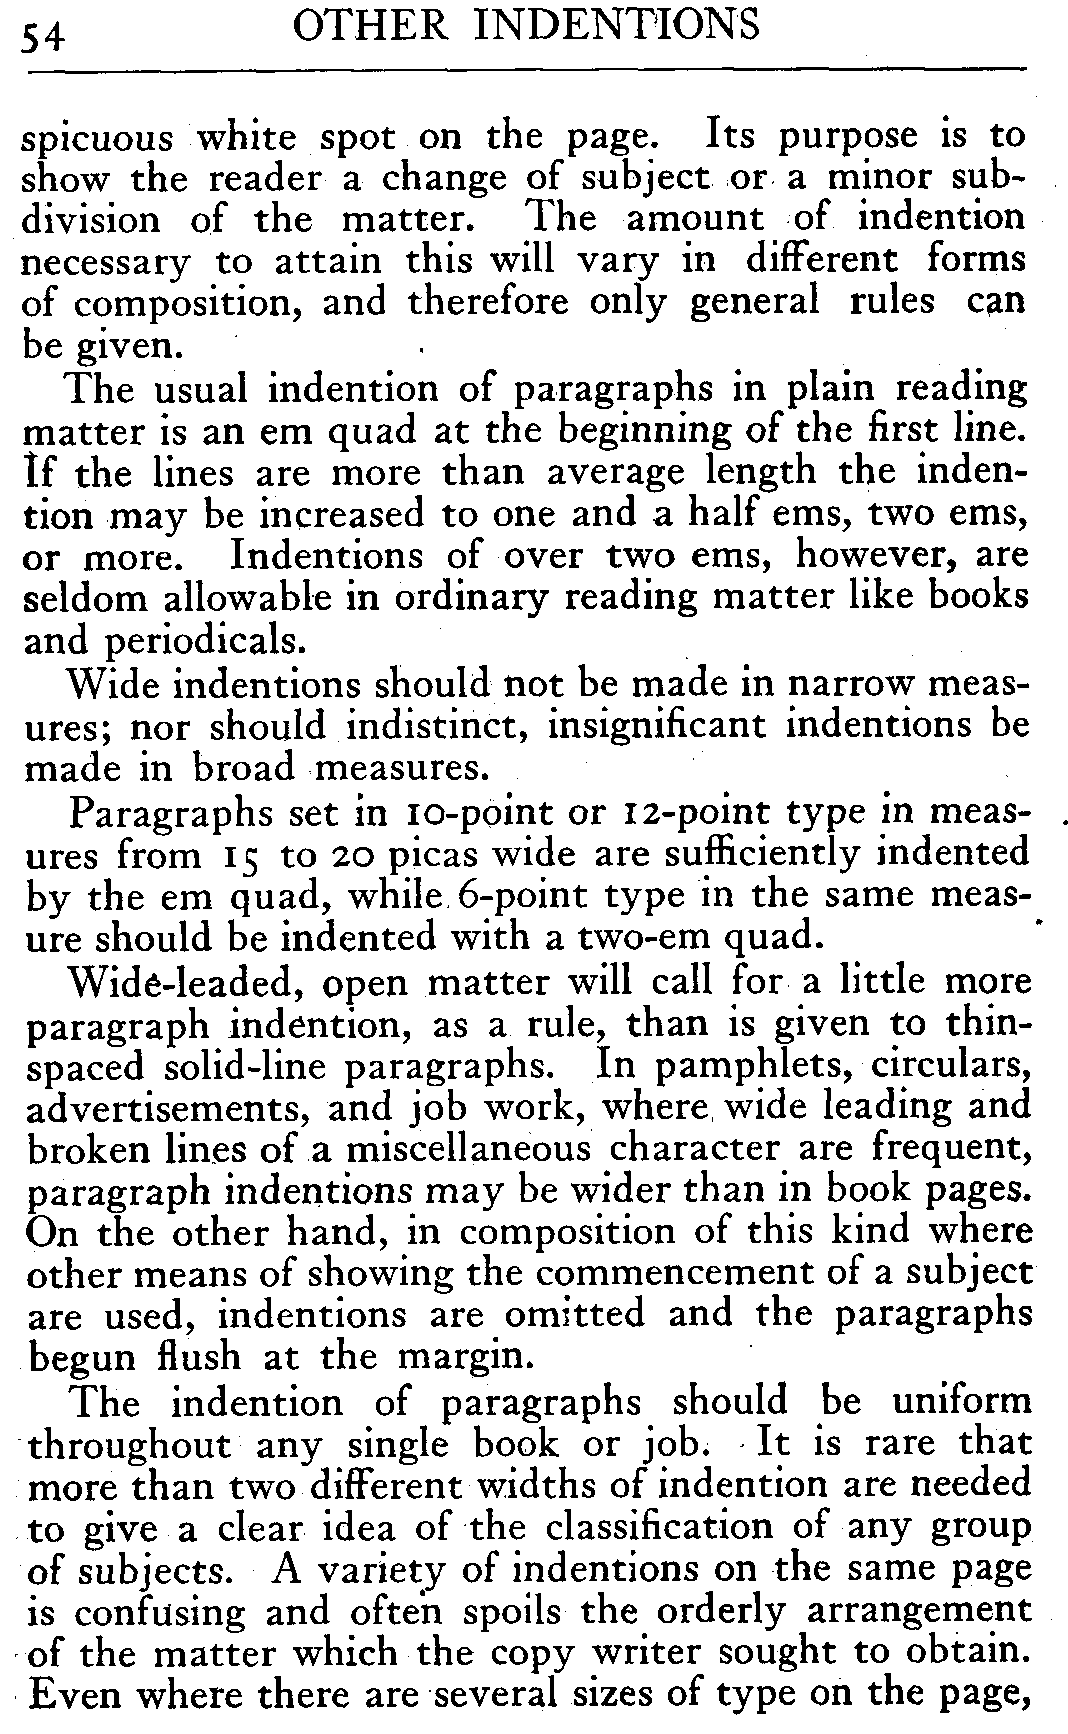 54
OTHER INDENTIONS
spicuous white spot on the page. Its purpose is to
show the reader a change of subject or a minor sub-
division of the matter. The amount of indention
necessary to attain this will vary in different forms
of composition, and therefore only general rules can
be given.
The usual indention of paragraphs in plain reading
matter is an em quad at the beginning of the first line.
If the lines are more than average length the inden-
tion may be increased to one and a half ems, two ems,
or more. Indentions of over two ems, however, are
seldom allowable in ordinary reading matter like books
and periodicals.
Wide indentions should not be made in narrow meas-
ures; nor should indistinct, insignificant indentions be
made in broad measures.
Paragraphs set in 10-point or 12-point type in meas-
ures from 15 to 20 picas wide are sufficiently indented
by the em quad, while 6-point type in the same meas-
ure should be indented with a two-em quad.
Wide-leaded, open matter will call for a little more
paragraph indention, as a rule, than is given to thin-
spaced solid-line paragraphs. In pamphlets, circulars,
advertisements, and job work, where wide leading and
broken lines of a miscellaneous character are frequent,
paragraph indentions may be wider than in book pages.
On the other hand, in composition of this kind where
other means of showing the commencement of a subject
are used, indentions are omitted and the paragraphs
begun flush at the margin.
The indention of paragraphs should be uniform
throughout any single book or job. It is rare that
more than two different widths of indention are needed
to give a clear idea of the classification of any group
of subjects. A variety of indentions on the same page
is confusing and often spoils the orderly arrangement
of the matter which the copy writer sought to obtain.
Even where there are several sizes of type on the page,